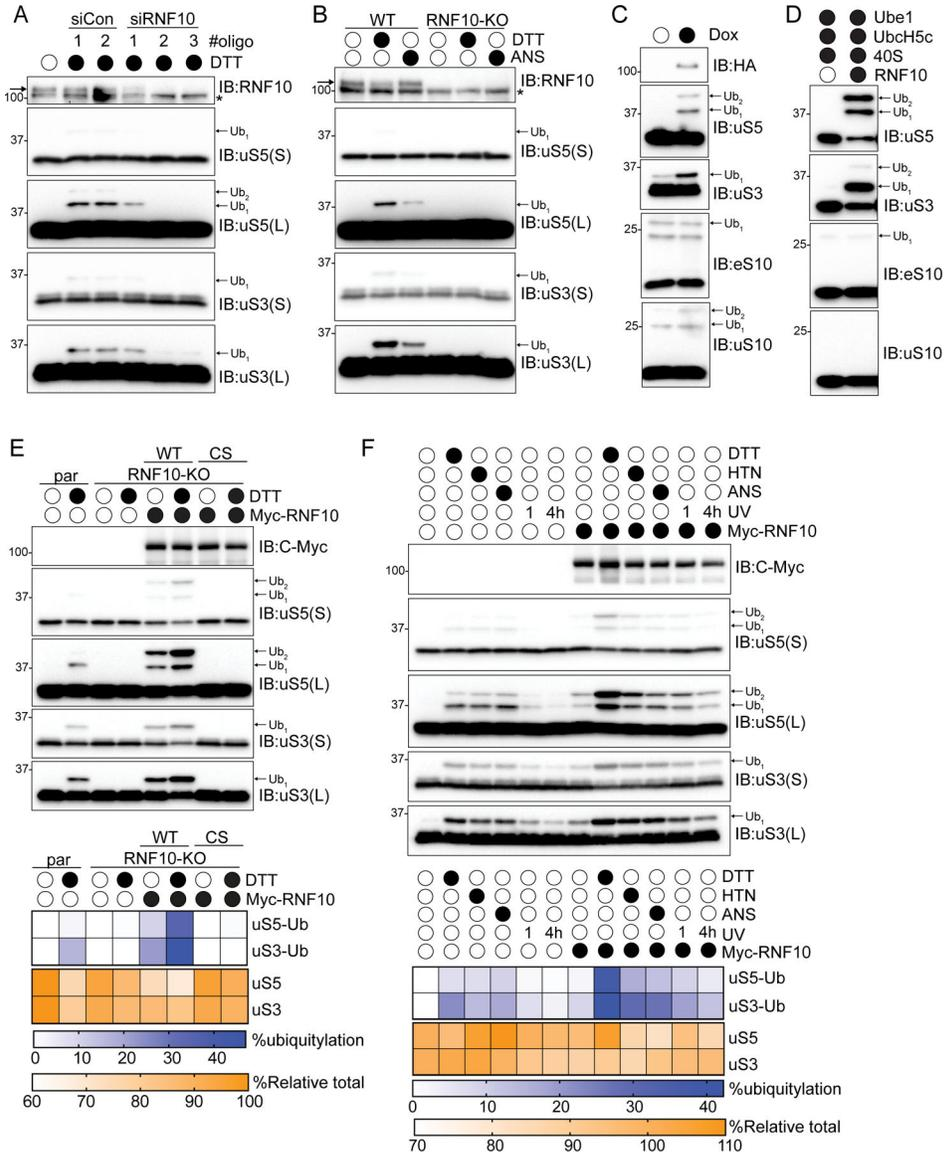 A
siCon siRNF10
1 2 1 2 3 #oligo
DTT
100
IB:RNF10
*
37
Ub1
IB:uS5(S)
37
Ub2
Ub1
IB:uS5(L)
37
Ub1
IB:uS3(S)
37
Ub1
IB:uS3(L)
B
WT RNF10-KO
DTT
ANS
100
IB:RNF10
*
37
IB:uS5(S)
37
Ub1
IB:uS5(L)
37
Ub1
IB:uS3(S)
37
Ub1
IB:uS3(L)
C
Dox
100
IB:HA
37
Ub2
Ub1
IB:uS5
37
Ub1
IB:uS3
25
Ub1
IB:eS10
25
Ub2
Ub1
IB:uS10
D
Ube1
UbcH5c
40S
RNF10
37
Ub2
Ub1
IB:uS5
37
Ub2
Ub1
IB:uS3
25
Ub1
IB:eS10
25
IB:uS10
E
WT CS
par RNF10-KO
DTT
Myc-RNF10
100
IB:C-Myc
37
Ub2
Ub1
IB:uS5(S)
37
Ub2
Ub1
IB:uS5(L)
37
Ub1
IB:uS3(S)
37
Ub1
IB:uS3(L)
WT CS
par RNF10-KO
DTT
Myc-RNF10
uS5-Ub
uS3-Ub
uS5
uS3
%ubiquitylation
0 10 20 30 40
%Relative total
60 70 80 90 100
F
DTT
HTN
ANS
1 4h 1 4h UV
Myc-RNF10
100
IB:C-Myc
37
Ub2
Ub1
IB:uS5(S)
37
Ub2
Ub1
IB:uS5(L)
37
Ub1
IB:uS3(S)
37
Ub1
IB:uS3(L)
DTT
HTN
ANS
1 4h 1 4h UV
Myc-RNF10
uS5-Ub
uS3-Ub
uS5
uS3
%ubiquitylation
0 10 20 30 40
%Relative total
70 80 90 100 110